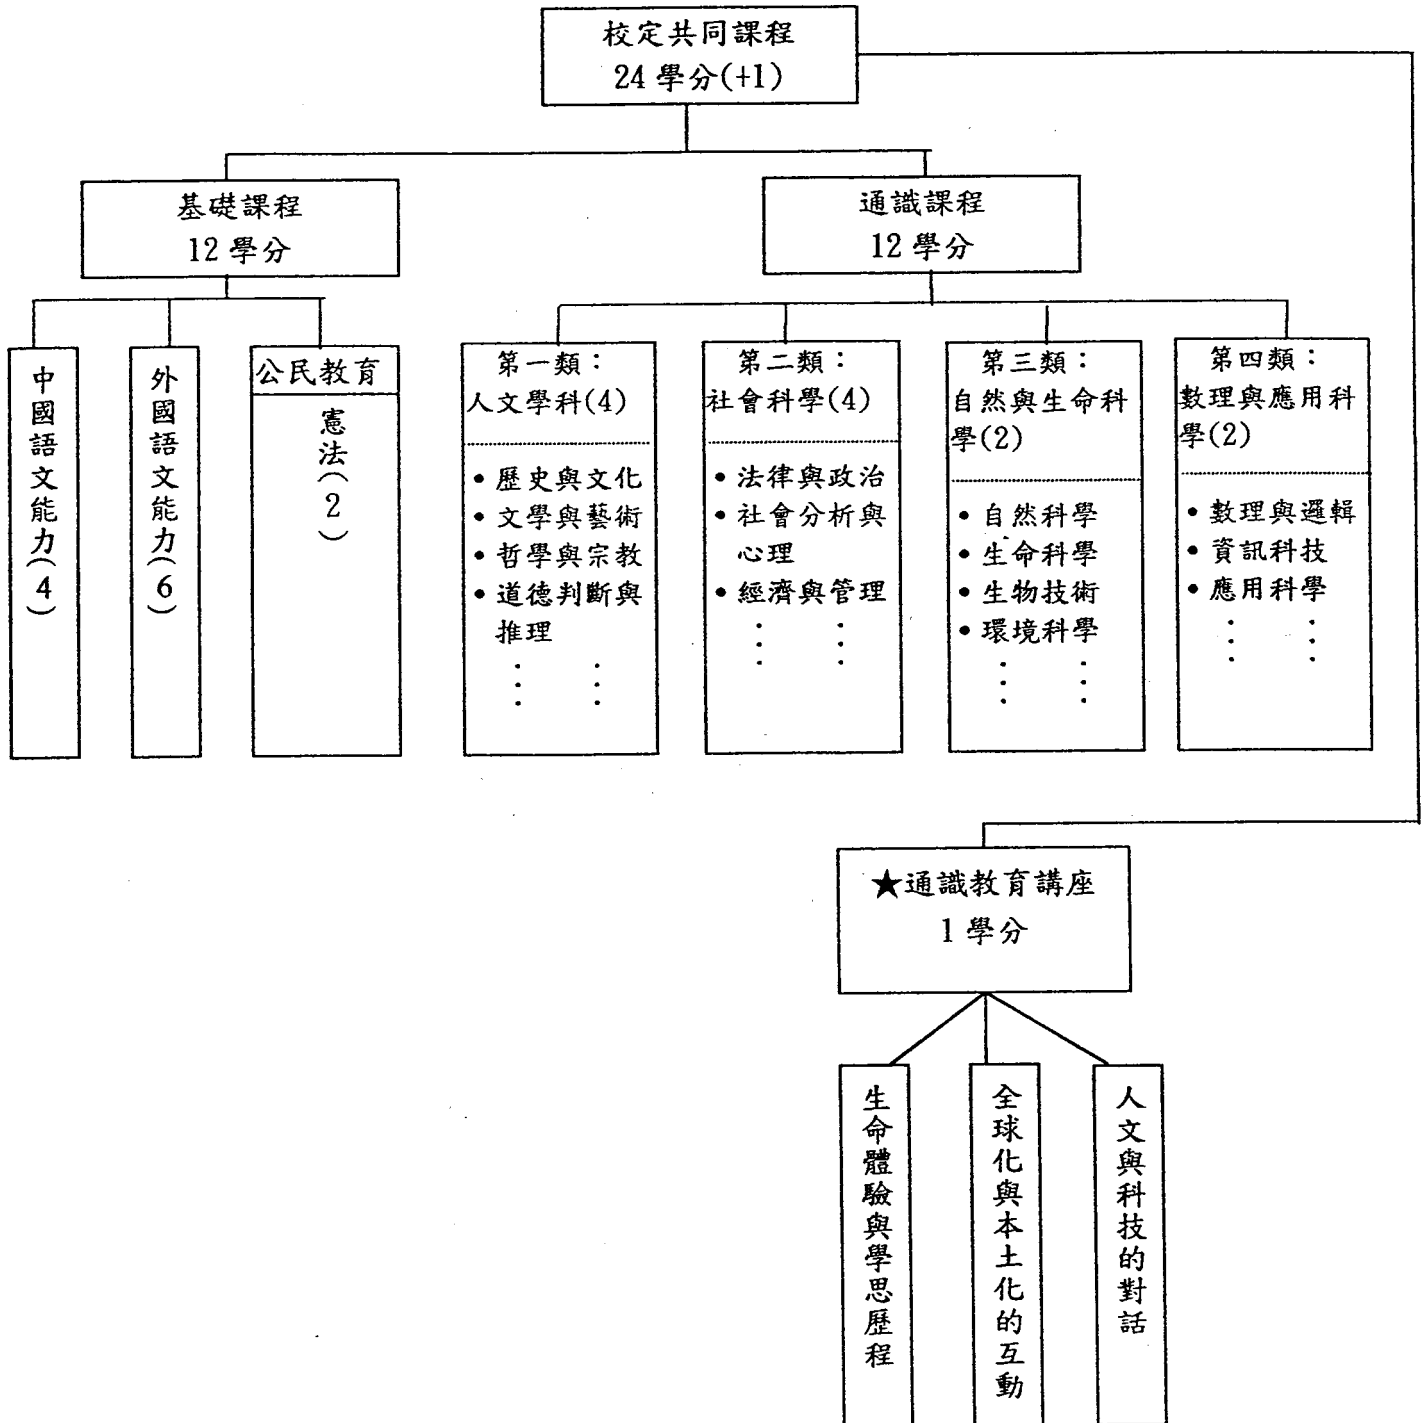 校定共同課程
24 學分(+1)
基礎課程
12 學分
通識課程
12 學分
中國語文能力(4)
外國語文能力(6)
公民教育
憲法(2)
第一類：
人文學科(4)
• 歷史與文化
• 文學與藝術
• 哲學與宗教
• 道德判斷與
推理
第二類：
社會科學(4)
• 法律與政治
• 社會分析與
心理
• 經濟與管理
第三類：
自然與生命科
學(2)
• 自然科學
• 生命科學
• 生物技術
• 環境科學
第四類：
數理與應用科
學(2)
• 數理與邏輯
• 資訊科技
• 應用科學
★通識教育講座
1 學分
生命體驗與學思歷程
全球化與本土化的互動
人文與科技的對話